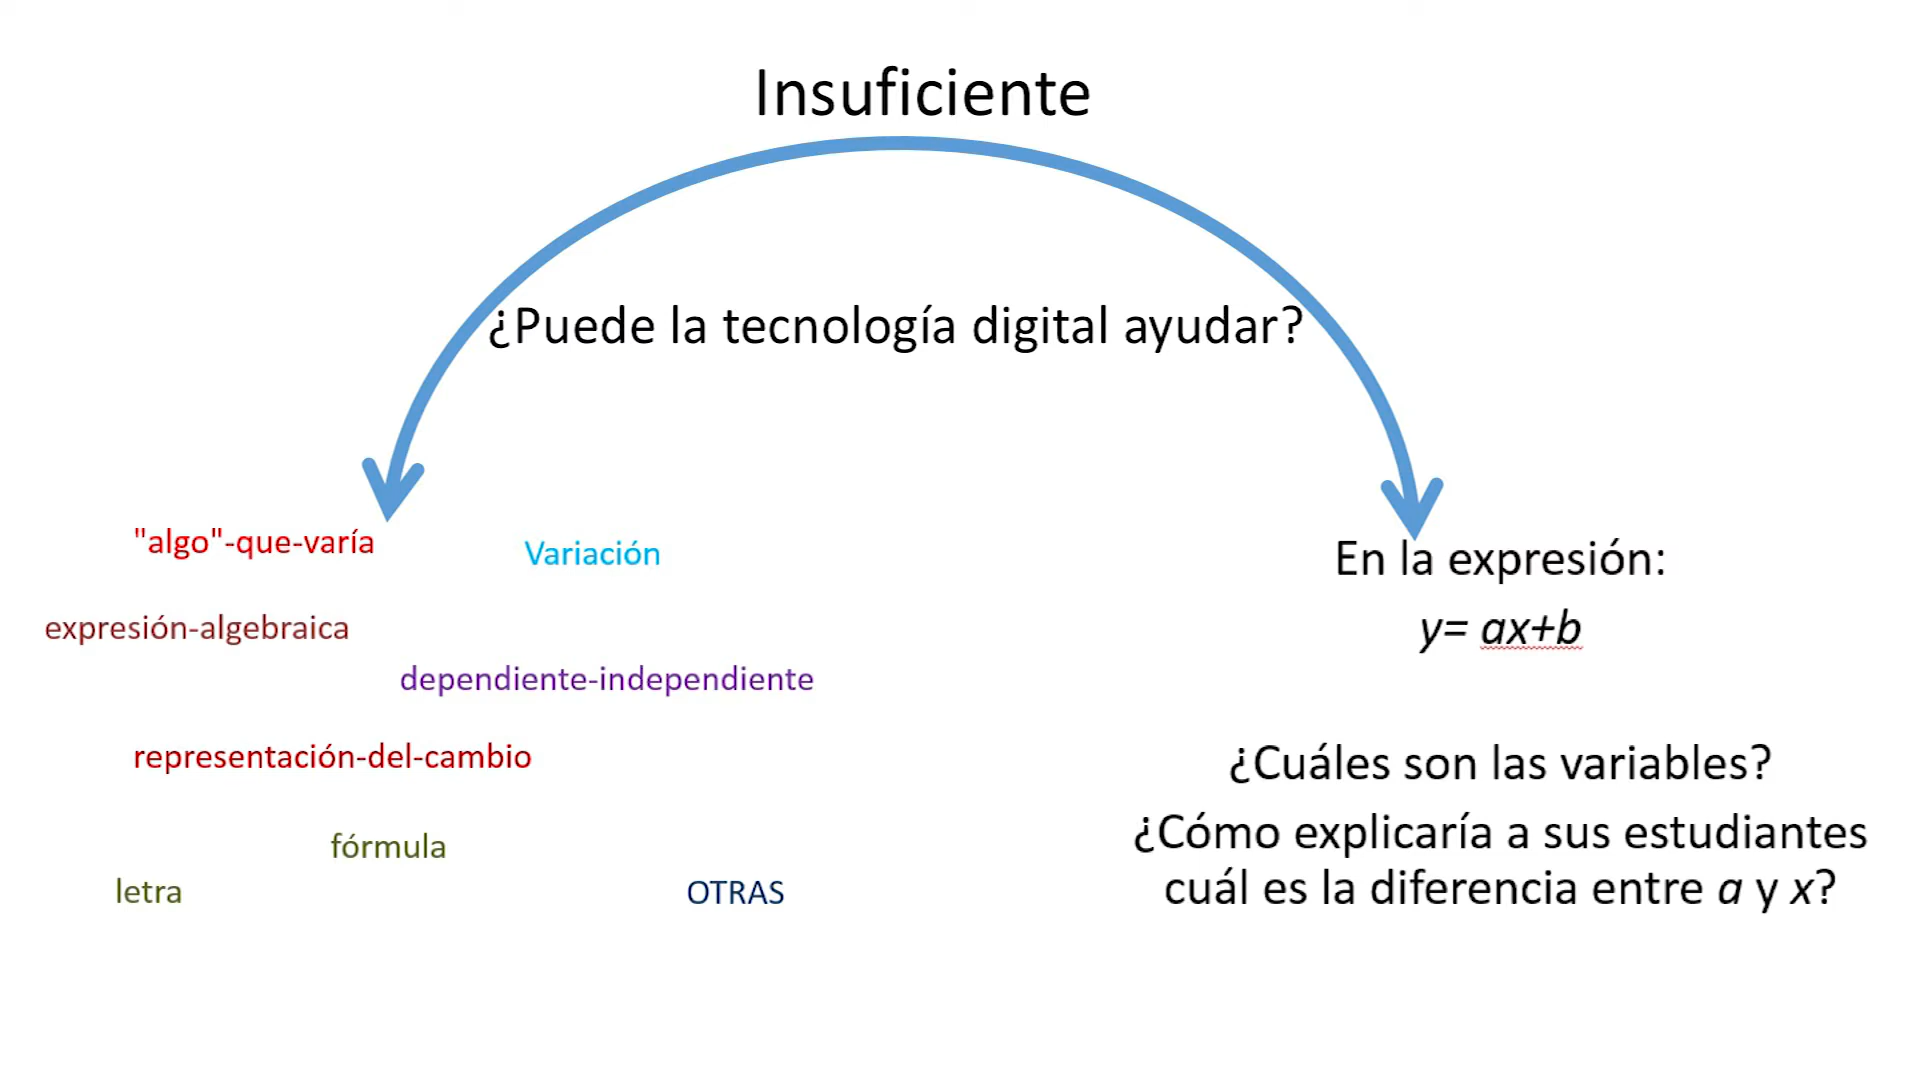 Insuficiente
¿Puede la tecnología digital ayudar?
"algo"-que-varía
Variación
expresión-algebraica
dependiente-independiente
representación-del-cambio
fórmula
letra
OTRAS
En la expresión:
y= ax+b
¿Cuáles son las variables?
¿Cómo explicaría a sus estudiantes
cuál es la diferencia entre a y x?